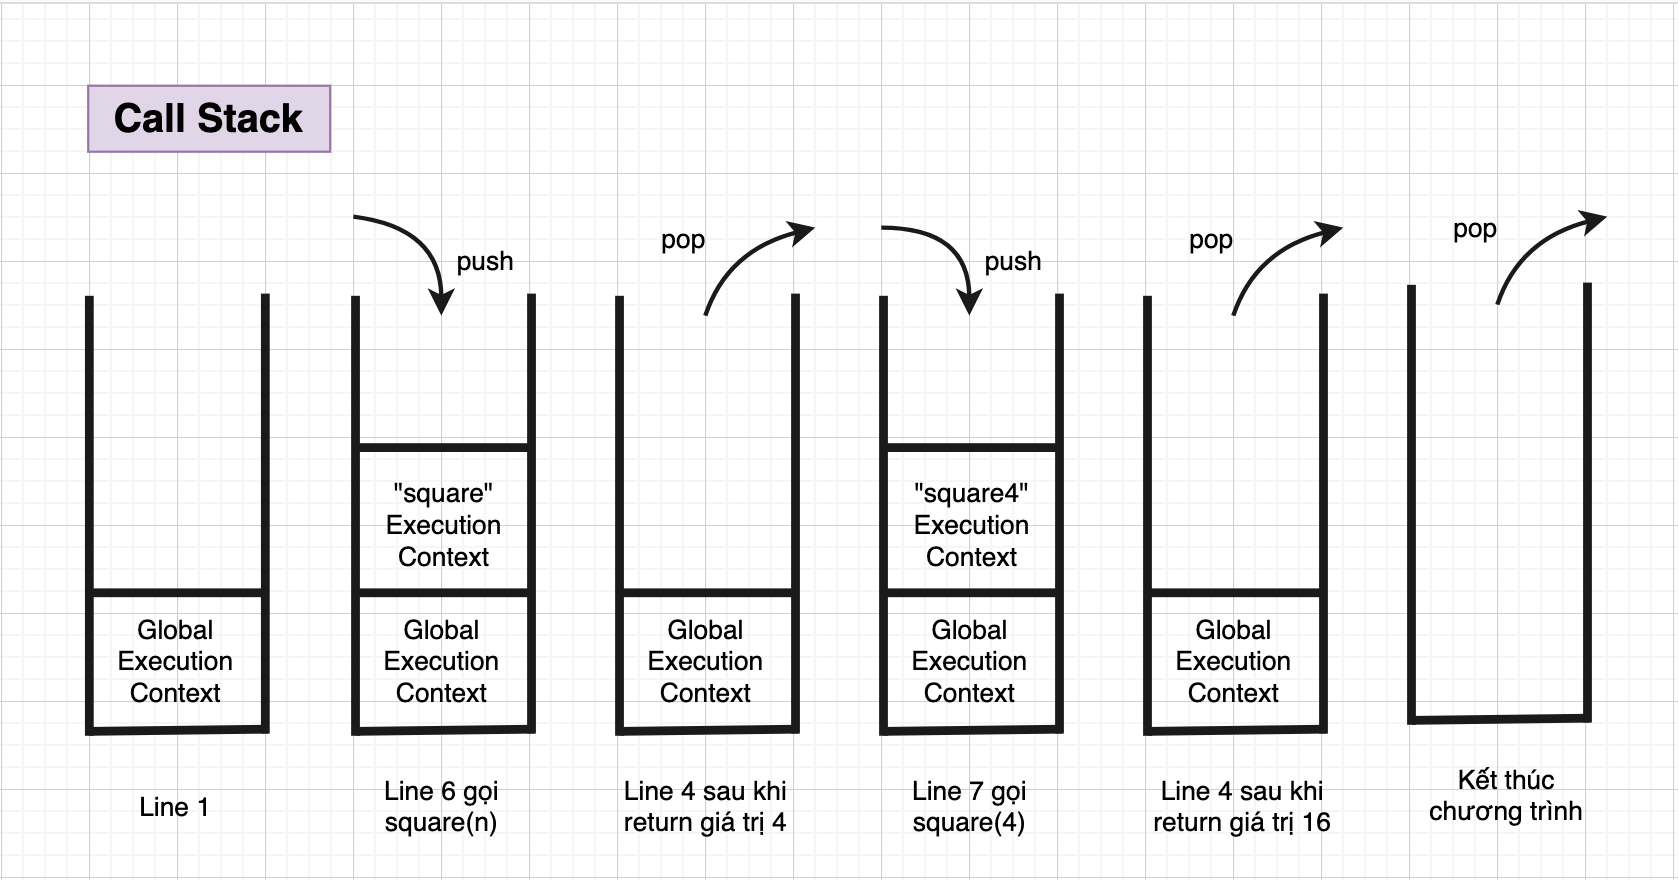 Call Stack
push
pop
push
pop
pop
"square"
Execution
Context
"square4"
Execution
Context
Global
Execution
Context
Global
Execution
Context
Global
Execution
Context
Global
Execution
Context
Global
Execution
Context
Line 1
Line 6 gọi
square(n)
Line 4 sau khi
return giá trị 4
Line 7 gọi
square(4)
Line 4 sau khi
return giá trị 16
Kết thúc
chương trình